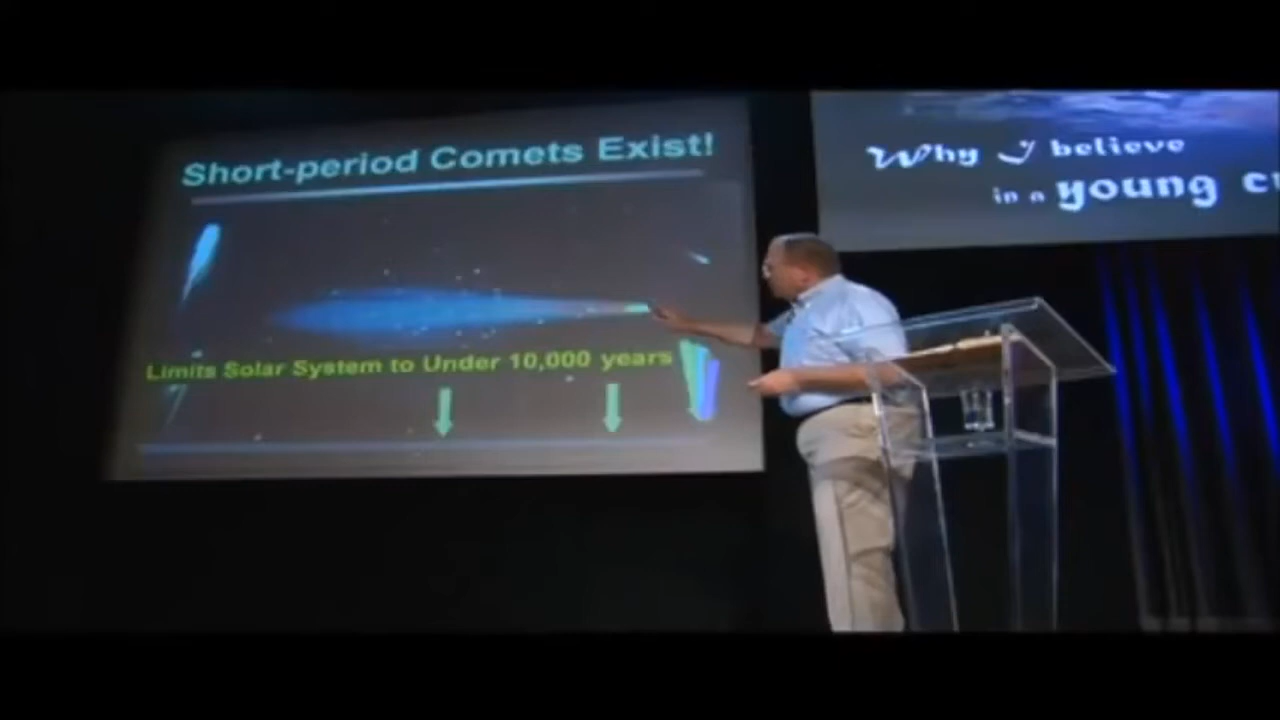 Short-period Comets Exist!
Limits Solar System to Under 10,000 years
Why I believe
in a young